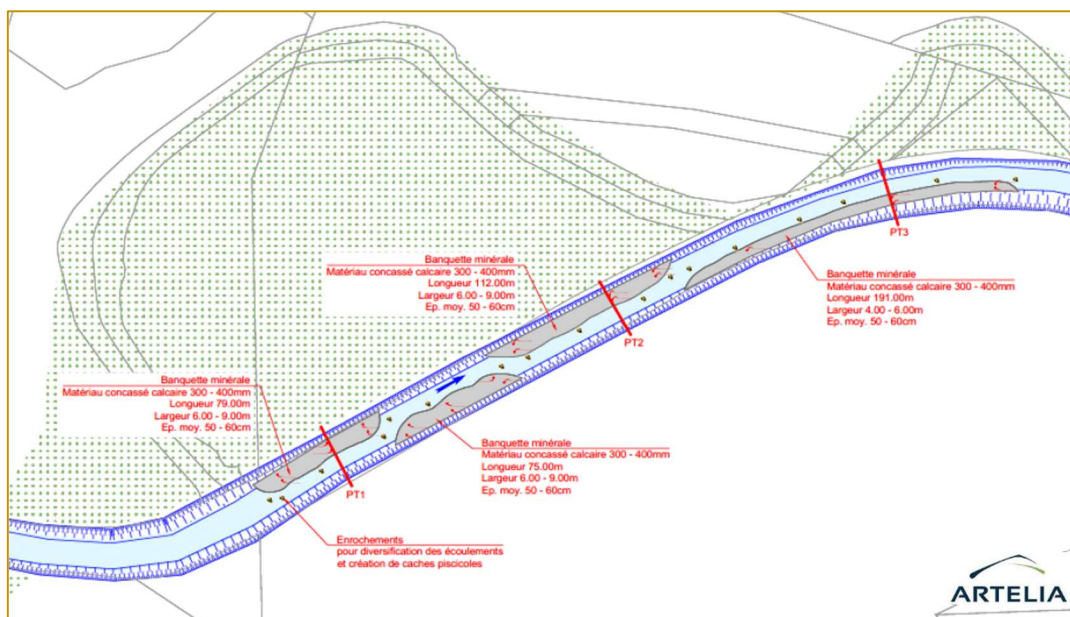 Banquette minérale
Matériau concassé calcaire 300 - 400mm
Longueur 112.00m
Largeur 6.00 - 9.00m
Ep. moy. 50 - 60cm
PT3
Banquette minérale
Matériau concassé calcaire 300 - 400mm
Longueur 191.00m
Largeur 4.00 - 6.00m
Ep. moy. 50 - 60cm
PT2
Banquette minérale
Matériau concassé calcaire 300 - 400mm
Longueur 79.00m
Largeur 6.00 - 9.00m
Ep. moy. 50 - 60cm
Banquette minérale
Matériau concassé calcaire 300 - 400mm
Longueur 75.00m
Largeur 6.00 - 9.00m
Ep. moy. 50 - 60cm
PT1
Enrochements
pour diversification des écoulements
et création de caches piscicoles
ARTELIA